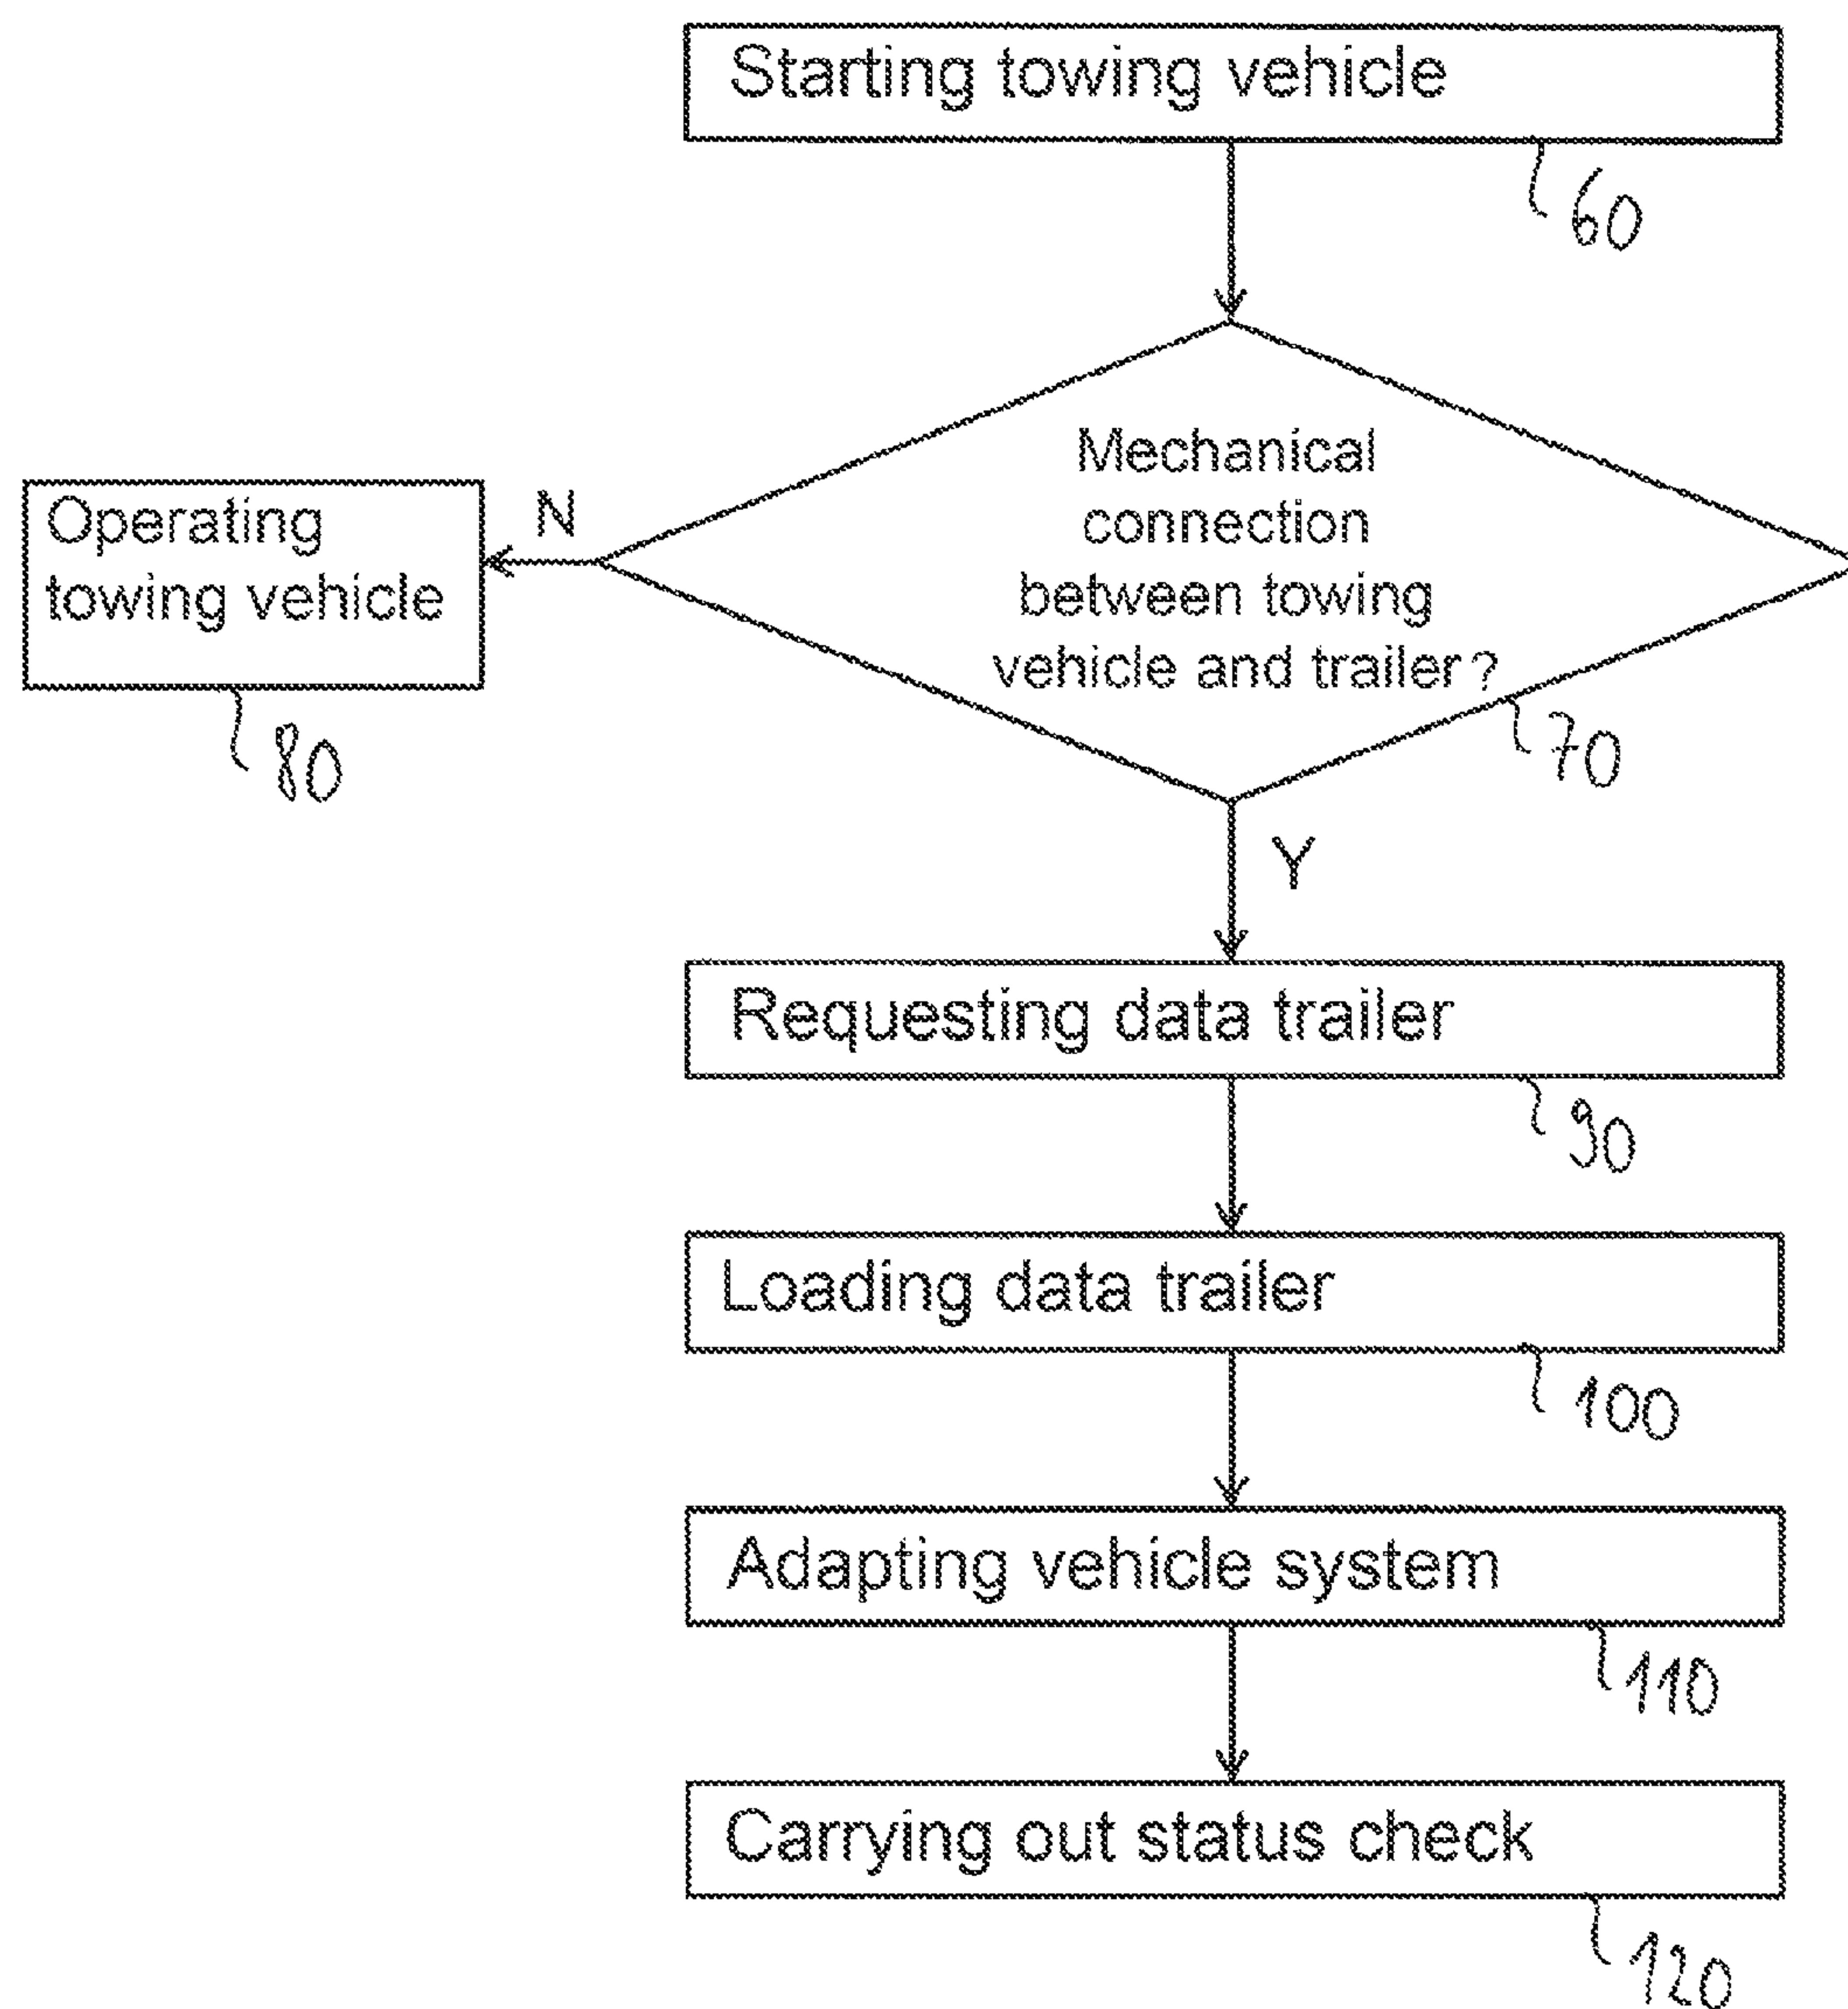 Starting towing vehicle
60
Mechanical
connection
between towing
vehicle and trailer?
70
N
Operating
towing vehicle
80
Y
Requesting data trailer
90
Loading data trailer
100
Adapting vehicle system
110
Carrying out status check
120